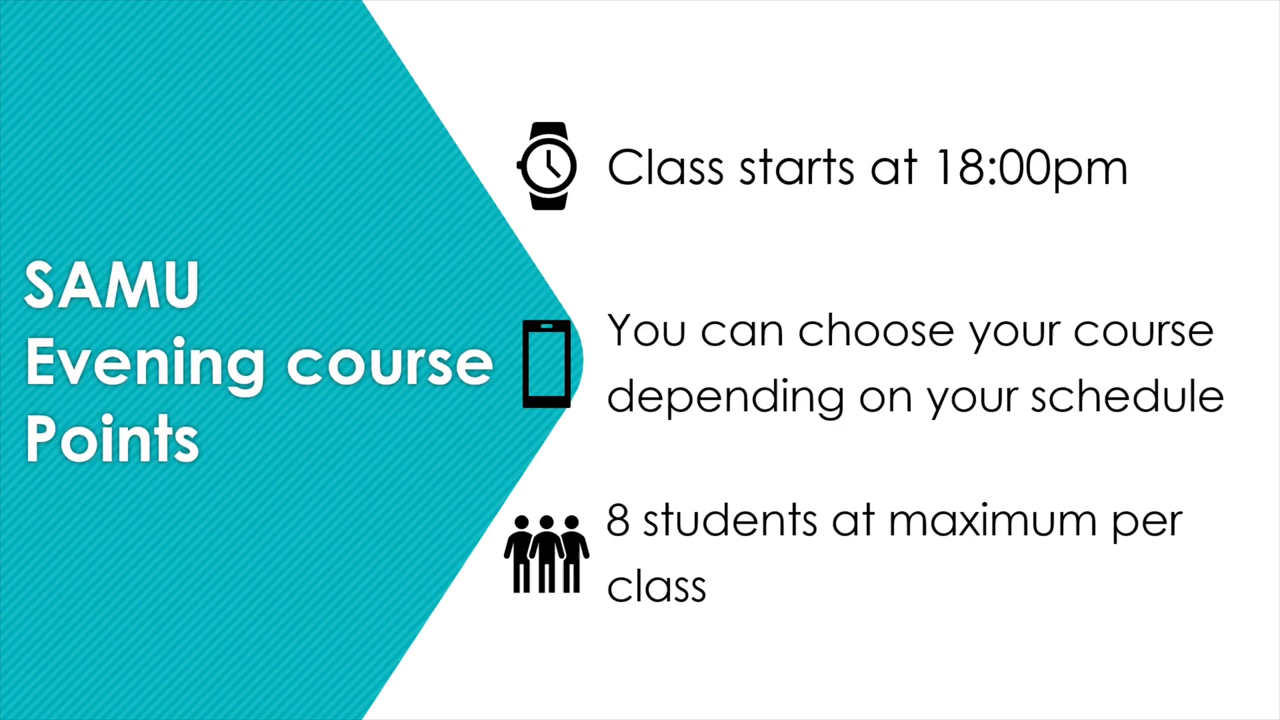 SAMU
Evening course
Points
Class starts at 18:00pm
You can choose your course
depending on your schedule
8 students at maximum per
class